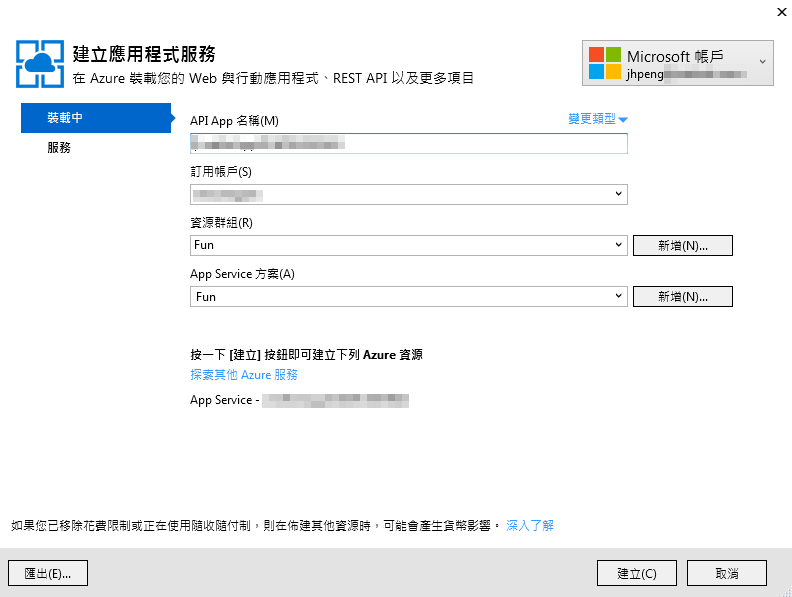 建立應用程式服務
在 Azure 裝載您的 Web 與行動應用程式、REST API 以及更多項目
Microsoft 帳戶
jhpeng
裝載中
服務
API App 名稱(M)
變更類型
訂用帳戶(S)
資源群組(R)
Fun
新增(N)...
App Service 方案(A)
Fun
新增(N)...
按一下 [建立] 按鈕即可建立下列 Azure 資源
探索其他 Azure 服務
App Service -
如果您已移除花費限制或正在使用隨收隨付制，則在佈建其他資源時，可能會產生貨幣影響。 深入了解
匯出(E)...
建立(C)
取消